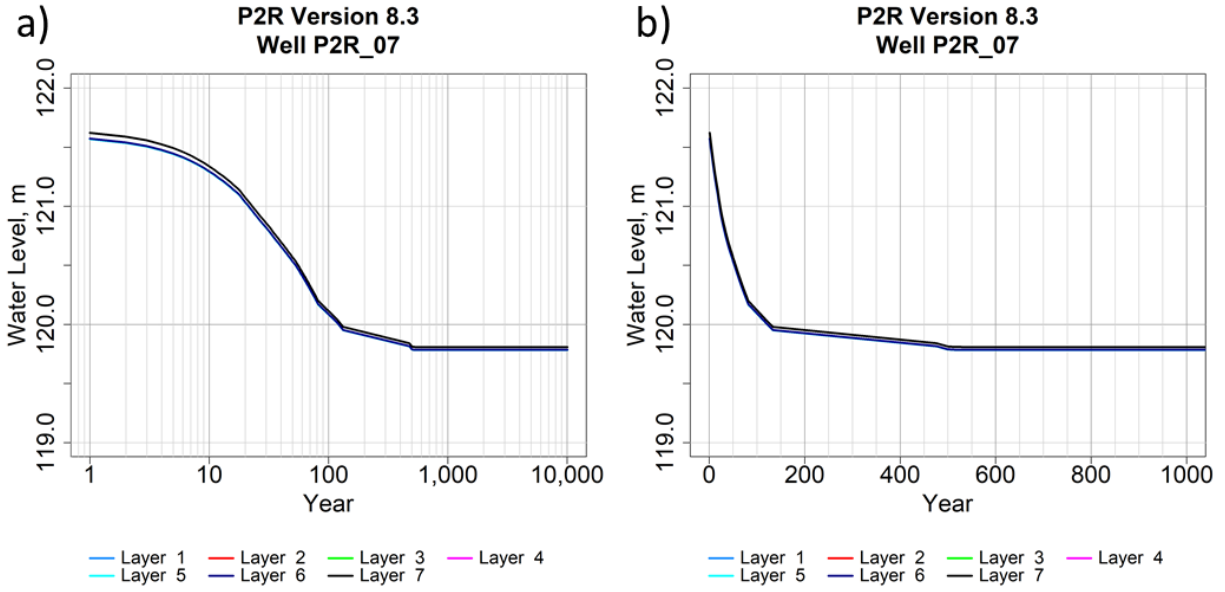 a)
P2R Version 8.3
Well P2R_07
122.0
121.0
120.0
119.0
Water Level, m
1 10 100 1,000 10,000
Year
Layer 1 Layer 2 Layer 3 Layer 4
Layer 5 Layer 6 Layer 7
b)
P2R Version 8.3
Well P2R_07
122.0
121.0
120.0
119.0
Water Level, m
0 200 400 600 800 1000
Year
Layer 1 Layer 2 Layer 3 Layer 4
Layer 5 Layer 6 Layer 7